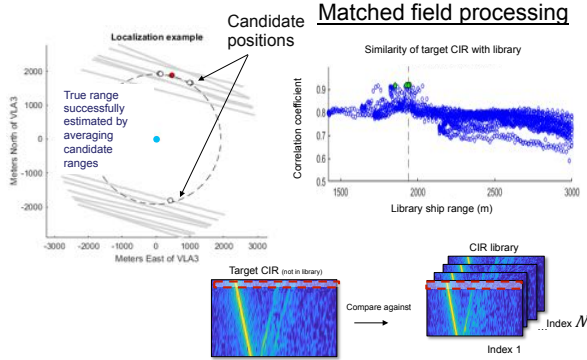 Matched field processing
Candidate
positions
Localization example
True range
successfully
estimated by
averaging
candidate
ranges
Meters North of VLA3
2000
1000
0
-1000
-2000
-3000 -2000 -1000 0 1000 2000 3000
Meters East of VLA3
Similarity of target CIR with library
Correlation coefficient
0.9
0.8
0.7
0.6
0.5
1500 2000 2500 3000
Library ship range (m)
Target CIR (not in library)
Compare against
CIR library
... Index N
Index 1